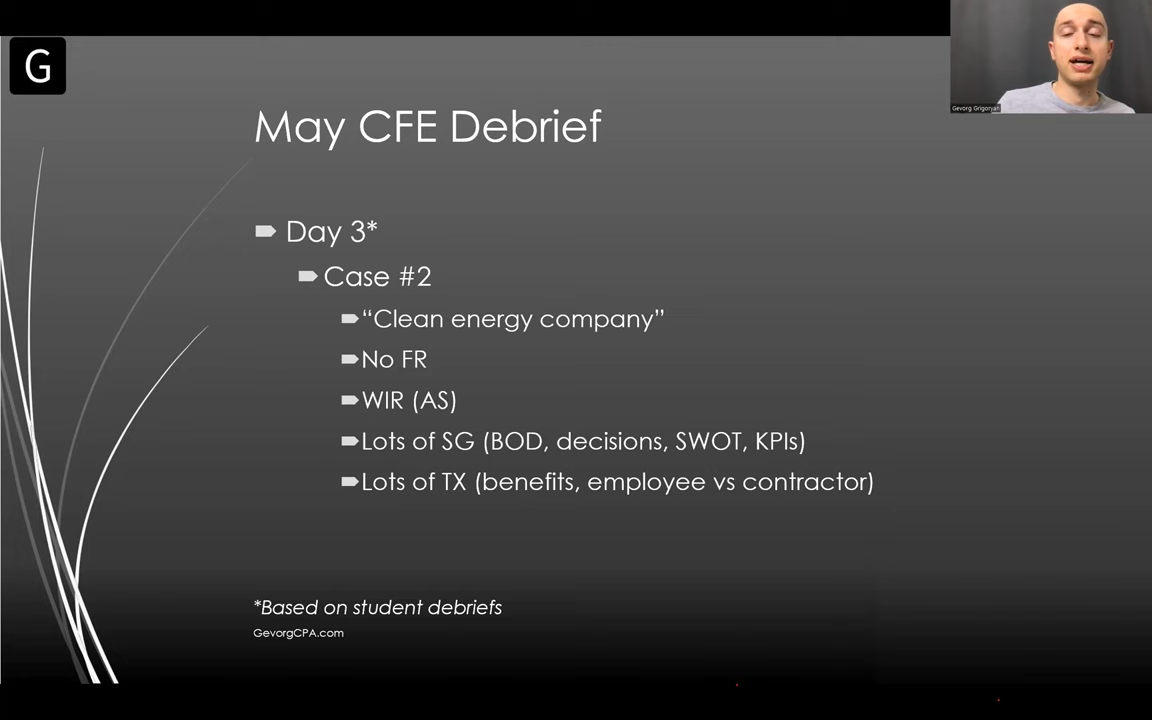 G
Gevorg Grigoryan
May CFE Debrief
Day 3*
Case #2
“Clean energy company”
No FR
WIR (AS)
Lots of SG (BOD, decisions, SWOT, KPIs)
Lots of TX (benefits, employee vs contractor)
*Based on student debriefs
GevorgCPA.com